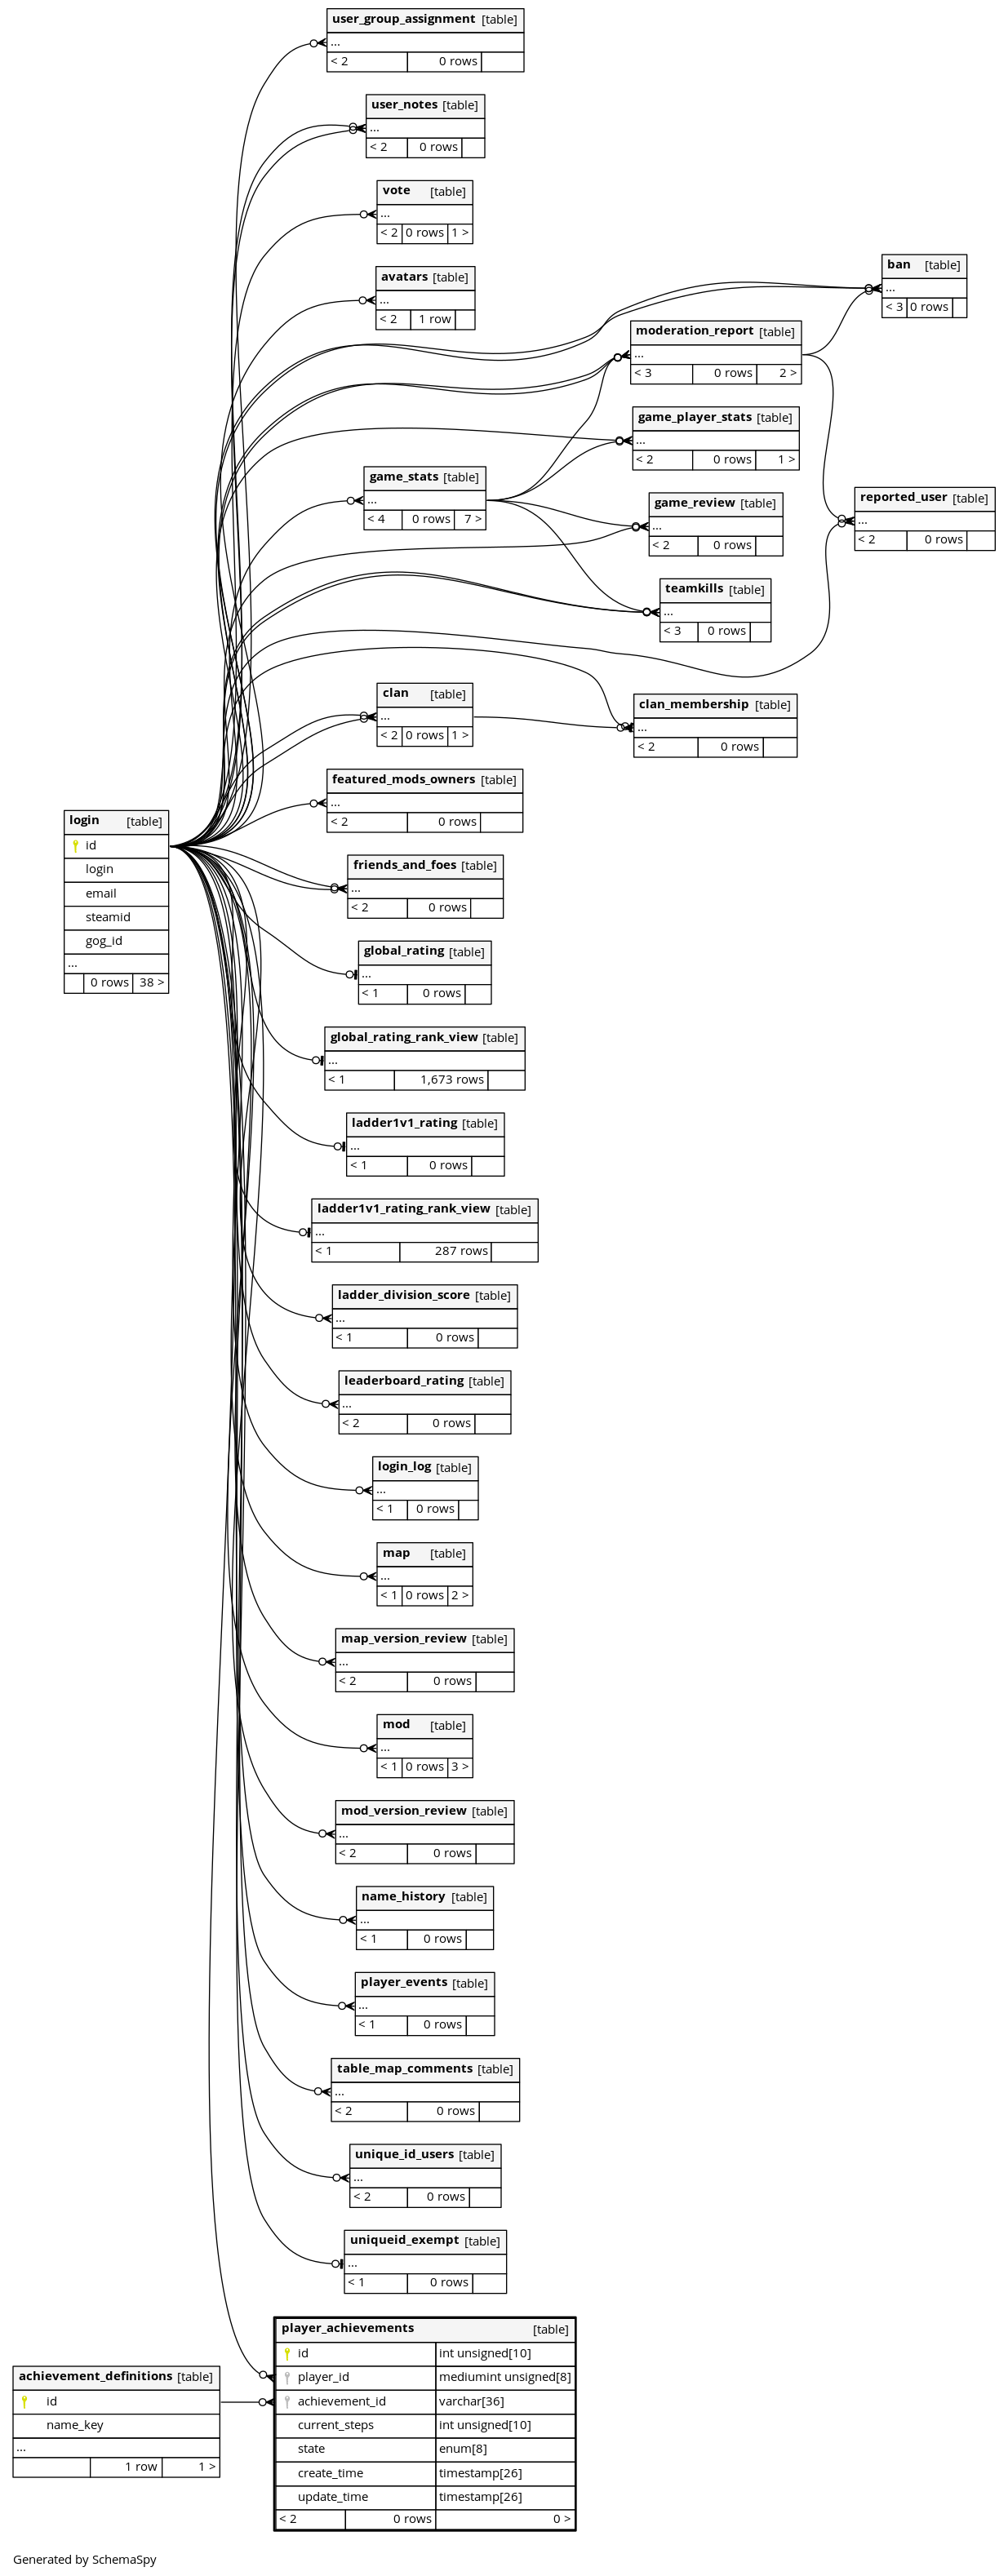 user_group_assignment [table]
...
< 2 0 rows
user_notes [table]
...
< 2 0 rows
vote [table]
...
< 2 0 rows 1 >
avatars [table]
...
< 2 1 row
ban [table]
...
< 3 0 rows
moderation_report [table]
...
< 3 0 rows 2 >
game_player_stats [table]
...
< 2 0 rows 1 >
game_stats [table]
...
< 4 0 rows 7 >
game_review [table]
...
< 2 0 rows
reported_user [table]
...
< 2 0 rows
teamkills [table]
...
< 3 0 rows
clan [table]
...
< 2 0 rows 1 >
clan_membership [table]
...
< 2 0 rows
featured_mods_owners [table]
...
< 2 0 rows
login [table]
id
login
email
steamid
gog_id
...
0 rows 38 >
friends_and_foes [table]
...
< 2 0 rows
global_rating [table]
...
< 1 0 rows
global_rating_rank_view [table]
...
< 1 1,673 rows
ladder1v1_rating [table]
...
< 1 0 rows
ladder1v1_rating_rank_view [table]
...
< 1 287 rows
ladder_division_score [table]
...
< 1 0 rows
leaderboard_rating [table]
...
< 2 0 rows
login_log [table]
...
< 1 0 rows
map [table]
...
< 1 0 rows 2 >
map_version_review [table]
...
< 2 0 rows
mod [table]
...
< 1 0 rows 3 >
mod_version_review [table]
...
< 2 0 rows
name_history [table]
...
< 1 0 rows
player_events [table]
...
< 1 0 rows
table_map_comments [table]
...
< 2 0 rows
unique_id_users [table]
...
< 2 0 rows
uniqueid_exempt [table]
...
< 1 0 rows
achievement_definitions [table]
id
name_key
...
1 row 1 >
player_achievements [table]
id int unsigned[10]
player_id mediumint unsigned[8]
achievement_id varchar[36]
current_steps int unsigned[10]
state enum[8]
create_time timestamp[26]
update_time timestamp[26]
< 2 0 rows 0 >
Generated by SchemaSpy